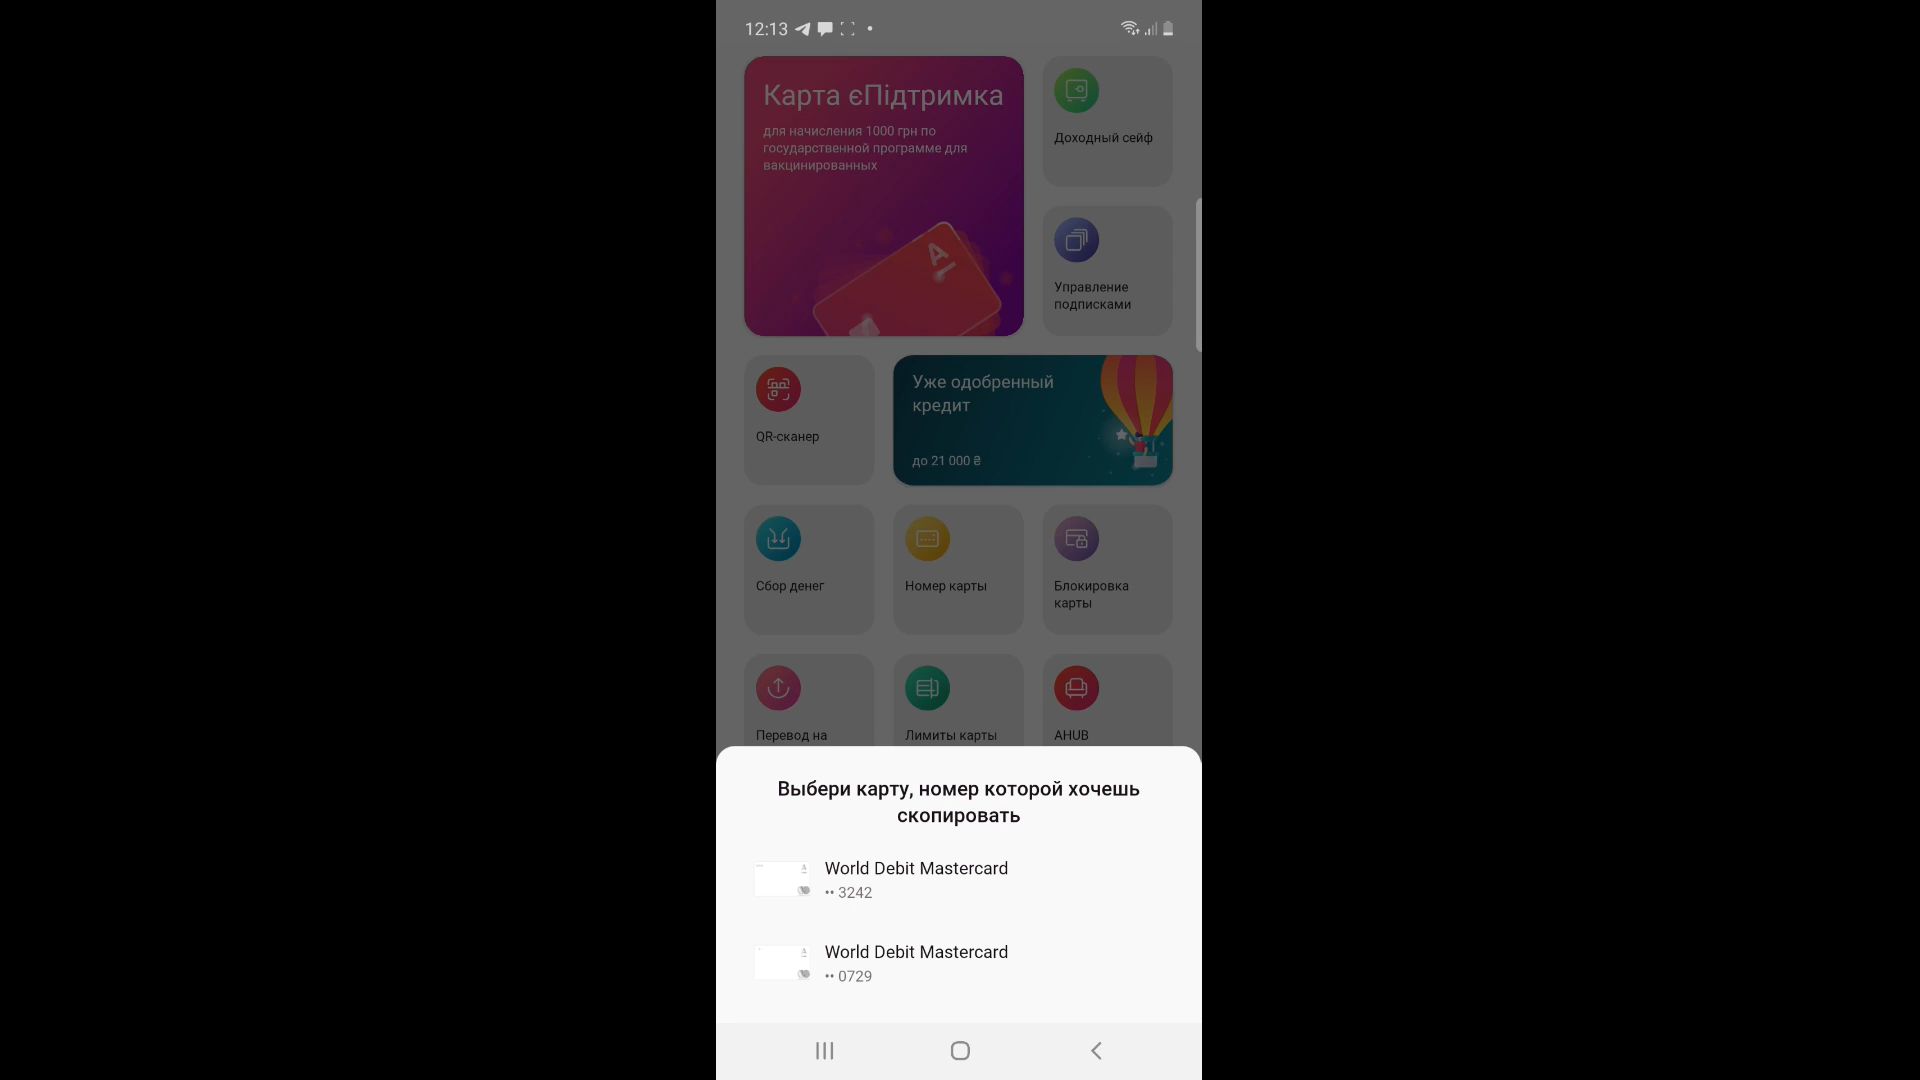 12:13
Карта єПідтримка
для начисления 1000 грн по
государственной программе для
вакцинированных
Доходный сейф
Управление
подписками
QR-сканер
Уже одобренный
кредит
до 21 000 ₴
Сбор денег
Номер карты
Блокировка
карты
Перевод на
Лимиты карты
AHUB
Выбери карту, номер которой хочешь
скопировать
World Debit Mastercard
•• 3242
World Debit Mastercard
•• 0729